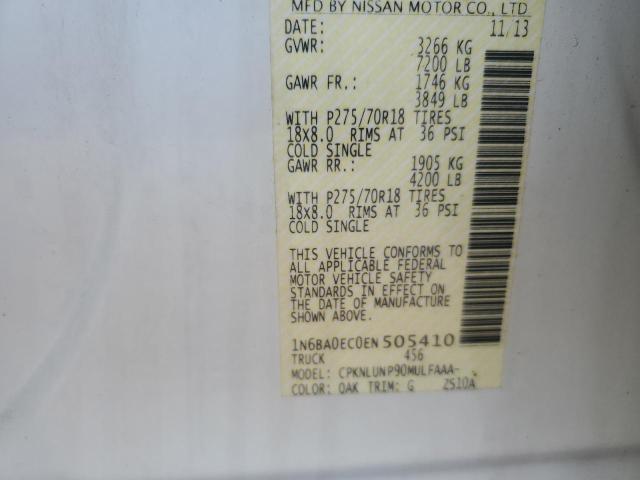 MFD BY NISSAN MOTOR CO., LTD
DATE: 11/13
GVWR: 3266 KG
7200 LB
GAWR FR.: 1746 KG
3849 LB
WITH P275/70R18 TIRES
18X8.0 RIMS AT 36 PSI
COLD SINGLE
GAWR RR.: 1905 KG
4200 LB
WITH P275/70R18 TIRES
18X8.0 RIMS AT 36 PSI
COLD SINGLE
THIS VEHICLE CONFORMS TO
ALL APPLICABLE FEDERAL
MOTOR VEHICLE SAFETY
STANDARDS IN EFFECT ON
THE DATE OF MANUFACTURE
SHOWN ABOVE.
1N6BA0EC0EN 505410
TRUCK 456
MODEL: CPKNLUNP90MULFAAA-
COLOR: QAK TRIM: G ZS10A